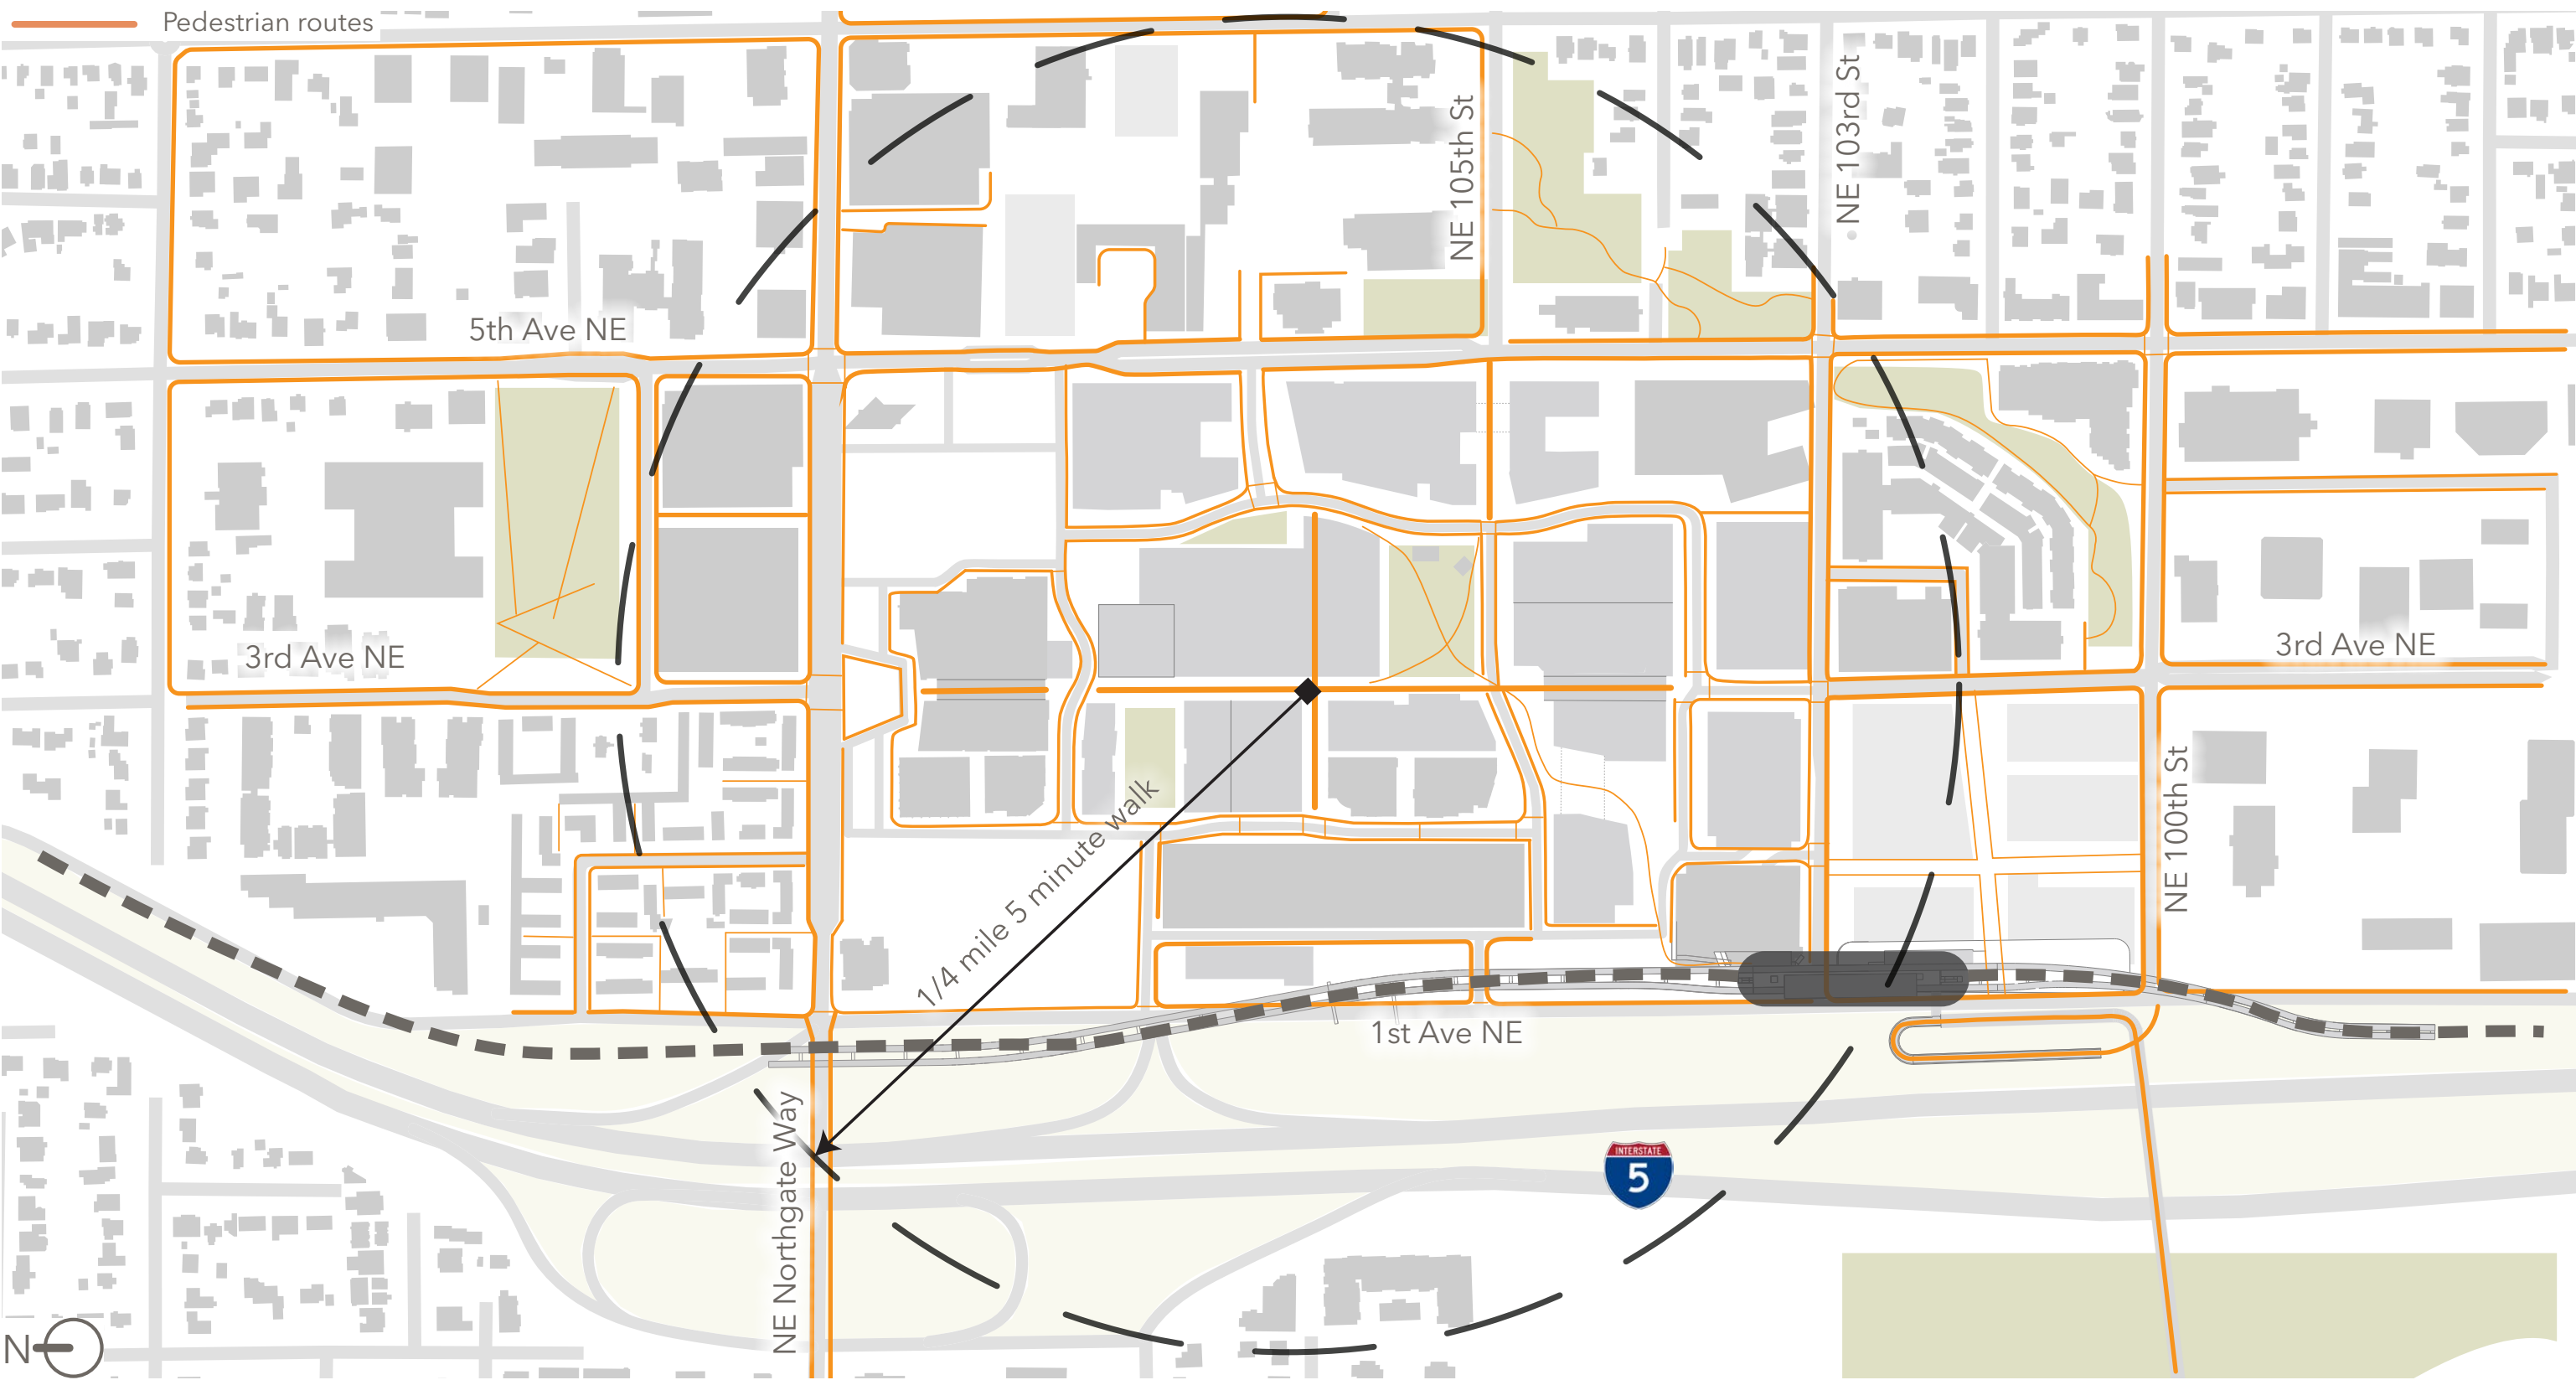 Pedestrian routes
NE 103rd St
NE 105th St
5th Ave NE
3rd Ave NE
3rd Ave NE
1/4 mile 5 minute walk
NE 100th St
1st Ave NE
NE Northgate Way
INTERSTATE
5
N